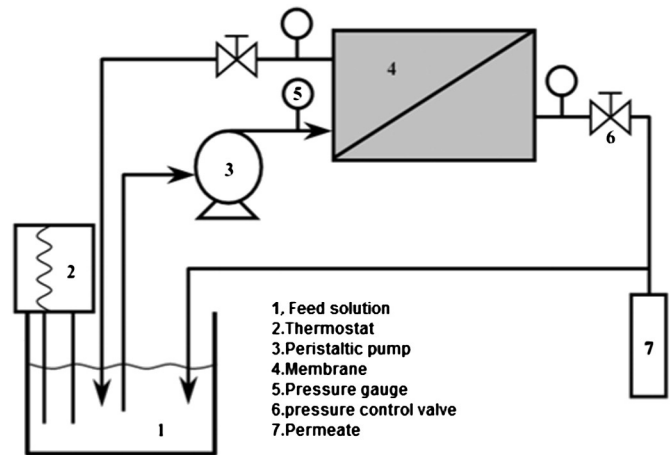 4
5
3
6
2
1, Feed solution
2.Thermostat
3.Peristaltic pump
4.Membrane
5.Pressure gauge
6.pressure control valve
7.Permeate
7
1